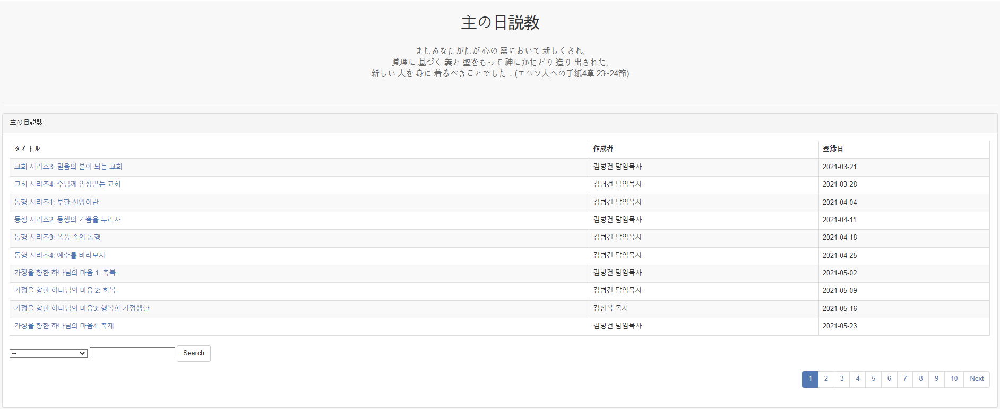 主の日説教
またあなたがたが 心の 靈において 新しくされ,
眞理に 基づく 義と 聖をもって 神にかたどり 造り 出された,
新しい 人を 身に 着るべきことでした . (エペソ人への手紙4章 23~24節)
主の日説教
タイトル 作成者 登録日
교회 시리즈3: 믿음의 본이 되는 교회 김병건 담임목사 2021-03-21
교회 시리즈4: 주님께 인정받는 교회 김병건 담임목사 2021-03-28
동행 시리즈1: 부활 신앙이란 김병건 담임목사 2021-04-04
동행 시리즈2: 동행의 기쁨을 누리자 김병건 담임목사 2021-04-11
동행 시리즈3: 폭풍 속의 동행 김병건 담임목사 2021-04-18
동행 시리즈4: 예수를 바라보자 김병건 담임목사 2021-04-25
가정을 향한 하나님의 마음 1: 축복 김병건 담임목사 2021-05-02
가정을 향한 하나님의 마음 2: 회복 김병건 담임목사 2021-05-09
가정을 향한 하나님의 마음3: 행복한 가정생활 김상복 목사 2021-05-16
가정을 향한 하나님의 마음4: 축제 김병건 담임목사 2021-05-23
-- Search
1 2 3 4 5 6 7 8 9 10 Next